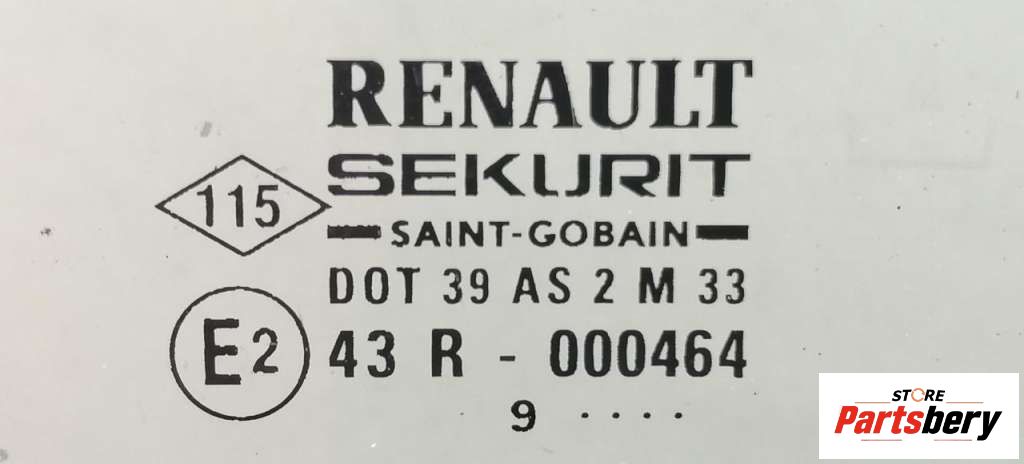 RENAULT
SEKURIT
SAINT-GOBAIN
115
DOT 39 AS 2 M 33
E2
43 R - 000464
9 ....
STORE
Partsbery